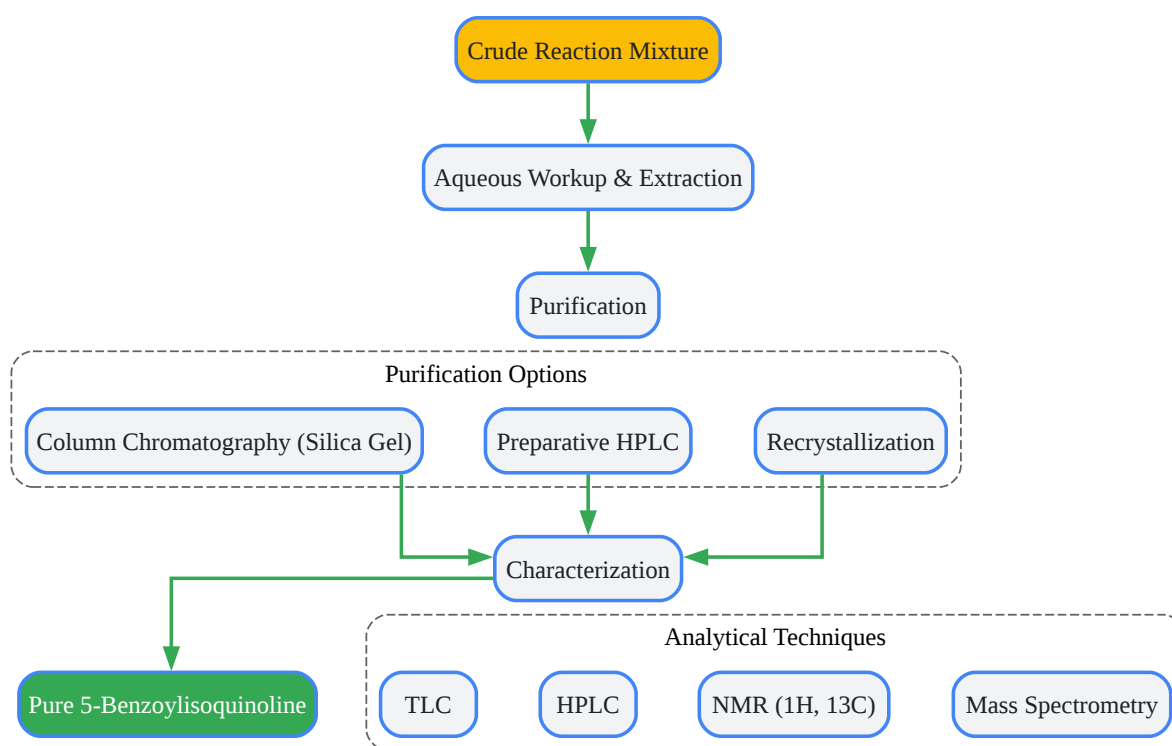 Crude Reaction Mixture
Aqueous Workup & Extraction
Purification
Purification Options
Column Chromatography (Silica Gel)
Preparative HPLC
Recrystallization
Characterization
Analytical Techniques
Pure 5-Benzoylisoquinoline
TLC
HPLC
NMR (1H, 13C)
Mass Spectrometry